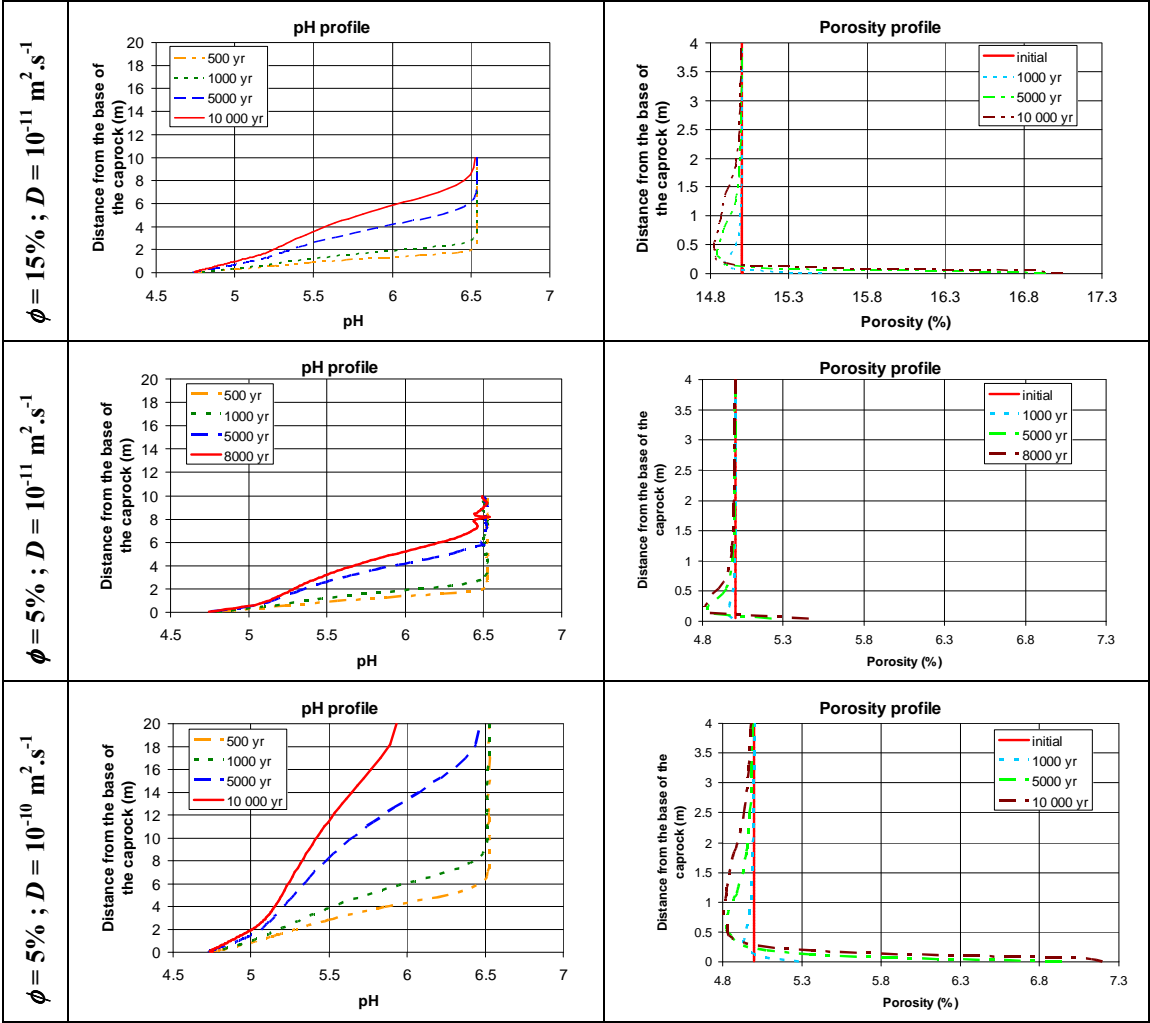 ϕ = 15% ; D = 10⁻¹¹ m².s⁻¹
pH profile
Distance from the base of
the caprock (m)
20
18
16
14
12
10
8
6
4
2
0
500 yr
1000 yr
5000 yr
10 000 yr
4.5 5 5.5 6 6.5 7
pH
Porosity profile
Distance from the base of
the caprock (m)
4
3.5
3
2.5
2
1.5
1
0.5
0
initial
1000 yr
5000 yr
10 000 yr
14.8 15.3 15.8 16.3 16.8 17.3
Porosity (%)
ϕ = 5% ; D = 10⁻¹¹ m².s⁻¹
pH profile
Distance from the base of
the caprock (m)
20
18
16
14
12
10
8
6
4
2
0
500 yr
1000 yr
5000 yr
8000 yr
4.5 5 5.5 6 6.5 7
pH
Porosity profile
Distance from the base of the
caprock (m)
4
3.5
3
2.5
2
1.5
1
0.5
0
initial
1000 yr
5000 yr
8000 yr
4.8 5.3 5.8 6.3 6.8 7.3
Porosity (%)
ϕ = 5% ; D = 10⁻¹⁰ m².s⁻¹
pH profile
Distance from the base of
the caprock (m)
20
18
16
14
12
10
8
6
4
2
0
500 yr
1000 yr
5000 yr
10 000 yr
4.5 5 5.5 6 6.5 7
pH
Porosity profile
Distance from the base of the
caprock (m)
4
3.5
3
2.5
2
1.5
1
0.5
0
initial
1000 yr
5000 yr
10 000 yr
4.8 5.3 5.8 6.3 6.8 7.3
Porosity (%)